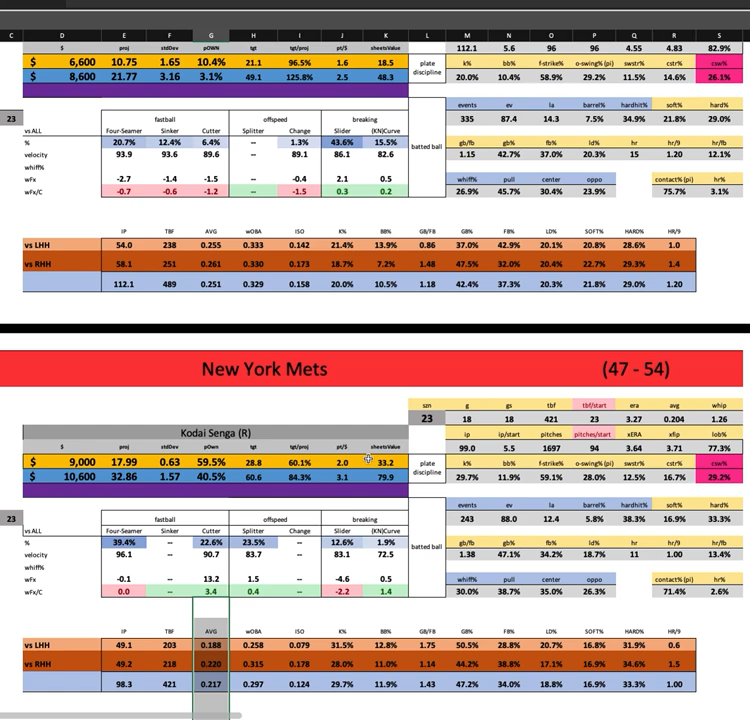 C D E F G H I J K L M N O P Q R S
$ proj stdDev pOWN tgt tgt/proj pt/$ sheetsValue 112.1 5.6 96 96 4.55 4.83 82.9%
$ 6,600 10.75 1.65 10.4% 21.1 96.5% 1.6 18.5 plate discipline k% bb% f-strike% o-swing% (pi) swstr% cstr% csw%
$ 8,600 21.77 3.16 3.1% 49.1 125.8% 2.5 48.3 20.0% 10.4% 58.9% 29.2% 11.5% 14.6% 26.1%
events ev la barrel% hardhit% soft% hard%
23 fastball offspeed breaking 335 87.4 14.3 7.5% 34.9% 21.8% 29.0%
vs ALL Four-Seamer Sinker Cutter Splitter Change Slider (KN)Curve
% 20.7% 12.4% 6.4% -- 1.3% 43.6% 15.5% batted ball gb/fb gb% fb% ld% hr hr/9 hr/fb
velocity 93.9 93.6 89.6 -- 89.1 86.1 82.6 1.15 42.7% 37.0% 20.3% 15 1.20 12.1%
whiff%
wFx -2.7 -1.4 -1.5 -0.4 2.1 0.5 whiff% pull center oppo contact% (pi) hr%
wFx/C -0.7 -0.6 -1.2 -- -1.5 0.3 0.2 26.9% 45.7% 30.4% 23.9% 75.7% 3.1%
IP TBF AVG wOBA ISO K% BB% GB/FB GB% FB% LD% SOFT% HARD% HR/9
vs LHH 54.0 238 0.255 0.333 0.142 21.4% 13.9% 0.86 37.0% 42.9% 20.1% 20.8% 28.6% 1.0
vs RHH 58.1 251 0.261 0.330 0.173 18.7% 7.2% 1.48 47.5% 32.0% 20.4% 22.7% 29.3% 1.4
112.1 489 0.251 0.329 0.158 20.0% 10.5% 1.18 42.4% 37.3% 20.3% 21.8% 29.0% 1.20
New York Mets (47 - 54)
szn g gs tbf tbf/start era avg whip
23 18 18 421 23 3.27 0.204 1.26
Kodai Senga (R) ip ip/start pitches pitches/start xERA xfip lob%
$ proj stdDev pOwn tgt tgt/proj pt/$ sheetsValue 99.0 5.5 1697 94 3.64 3.71 77.3%
$ 9,000 17.99 0.63 59.5% 28.8 60.1% 2.0 33.2 plate discipline k% bb% f-strike% o-swing% (pi) swstr% cstr% csw%
$ 10,600 32.86 1.57 40.5% 60.6 84.3% 3.1 79.9 29.7% 11.9% 59.1% 28.0% 12.5% 16.7% 29.2%
events ev la barrel% hardhit% soft% hard%
23 fastball offspeed breaking 243 88.0 12.4 5.8% 38.3% 16.9% 33.3%
vs ALL Four-Seamer Sinker Cutter Splitter Change Slider (KN)Curve
% 39.4% -- 22.6% 23.5% -- 12.6% 1.9% batted ball gb/fb gb% fb% ld% hr hr/9 hr/fb
velocity 96.1 -- 90.7 83.7 -- 83.1 72.5 1.38 47.1% 34.2% 18.7% 11 1.00 13.4%
whiff%
wFx -0.1 13.2 1.5 -4.6 0.5 whiff% pull center oppo contact% (pi) hr%
wFx/C 0.0 -- 3.4 0.4 -- -2.2 1.4 30.0% 38.7% 35.0% 26.3% 71.4% 2.6%
IP TBF AVG wOBA ISO K% BB% GB/FB GB% FB% LD% SOFT% HARD% HR/9
vs LHH 49.1 203 0.188 0.258 0.079 31.5% 12.8% 1.75 50.5% 28.8% 20.7% 16.8% 31.9% 0.6
vs RHH 49.2 218 0.220 0.315 0.178 28.0% 11.0% 1.14 44.2% 38.8% 17.1% 16.9% 34.6% 1.5
98.3 421 0.217 0.297 0.124 29.7% 11.9% 1.43 47.2% 34.0% 18.8% 16.9% 33.3% 1.00